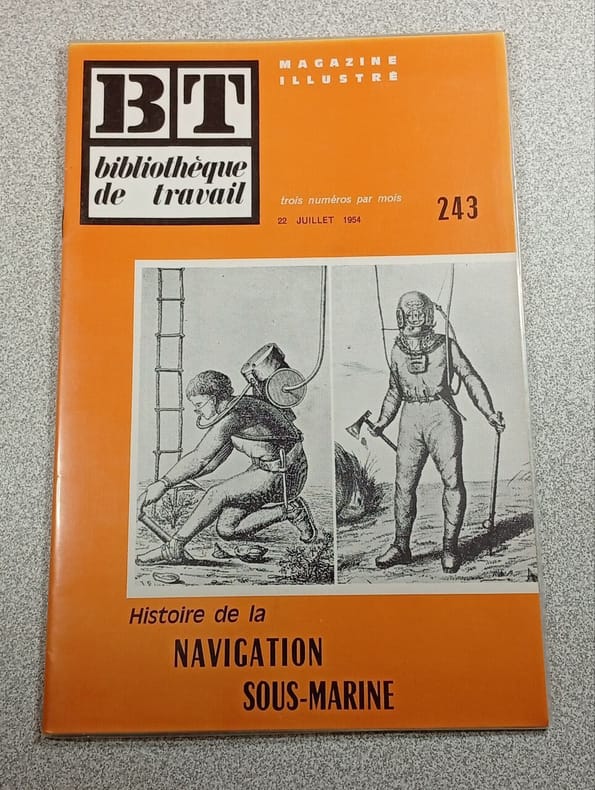 BT
bibliothèque
de travail
MAGAZINE
ILLUSTRÉ
trois numéros par mois
22 JUILLET 1954
243
Histoire de la
NAVIGATION
SOUS-MARINE